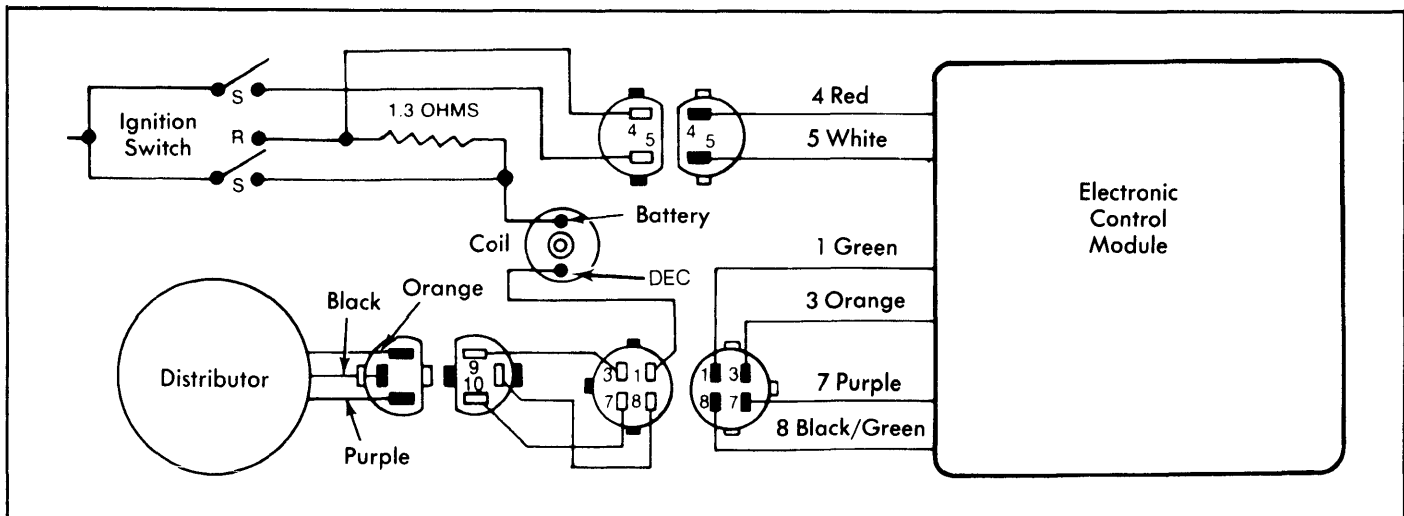 S
Ignition
Switch
R
1.3 OHMS
S
4
5
4
5
4 Red
5 White
Electronic
Control
Module
Battery
Coil
DEC
1 Green
3 Orange
7 Purple
8 Black/Green
Black
Orange
Distributor
Purple
9
10
3 1
7 8
1 3
8 7